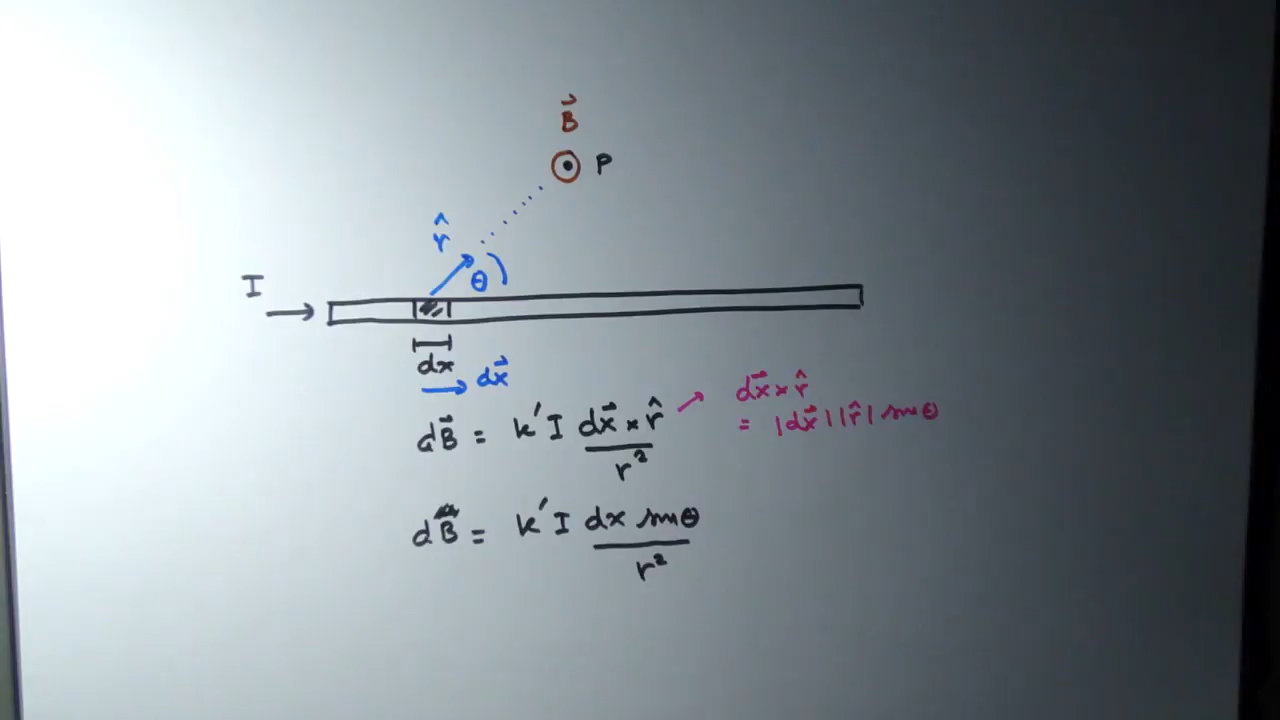 B⃗
P
r̂
θ
I
dx
dx⃗
dB⃗ = k′ I dx⃗ × r̂ / r²
dx⃗ × r̂
= |dx⃗| |r̂| sinθ
dB = k′ I dx sinθ / r²